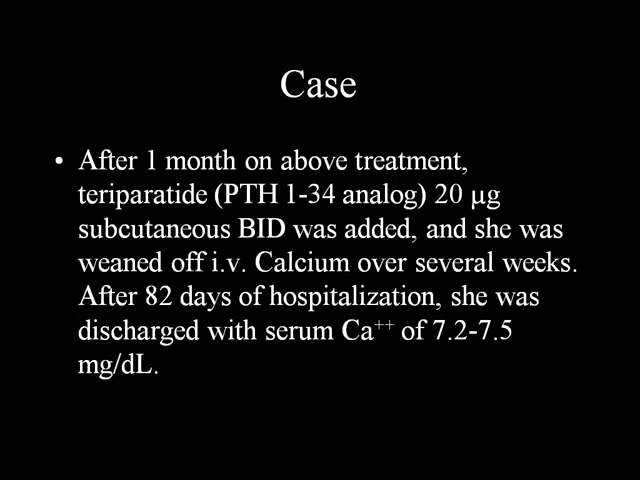 Case
• After 1 month on above treatment,
teriparatide (PTH 1-34 analog) 20 µg
subcutaneous BID was added, and she was
weaned off i.v. Calcium over several weeks.
After 82 days of hospitalization, she was
discharged with serum Ca⁺⁺ of 7.2-7.5
mg/dL.